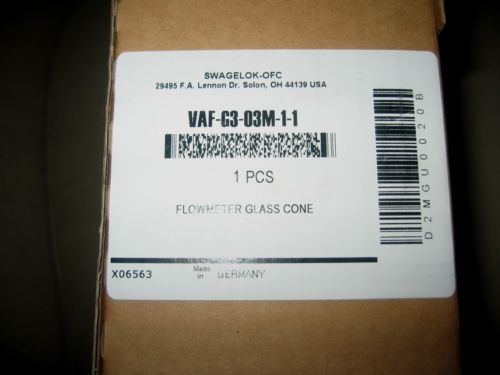 SWAGELOK-OFC
29495 F.A. Lennon Dr. Solon, OH 44139 USA
VAF-G3-03M-1-1
1 PCS
FLOWMETER GLASS CONE
X06563
Made in GERMANY
D2MGU00020B